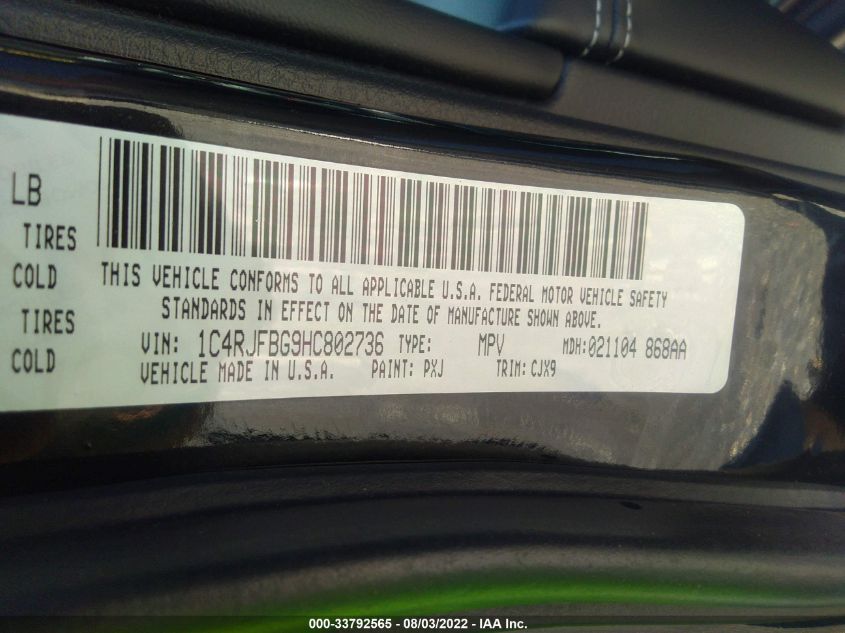 LB
TIRES
COLD
TIRES
COLD
THIS VEHICLE CONFORMS TO ALL APPLICABLE U.S.A. FEDERAL MOTOR VEHICLE SAFETY
STANDARDS IN EFFECT ON THE DATE OF MANUFACTURE SHOWN ABOVE.
VIN: 1C4RJFBG9HC802736 TYPE: MPV MDH:021104 868AA
VEHICLE MADE IN U.S.A. PAINT: PXJ TRIM: CJX9
000-33792565 - 08/03/2022 - IAA Inc.